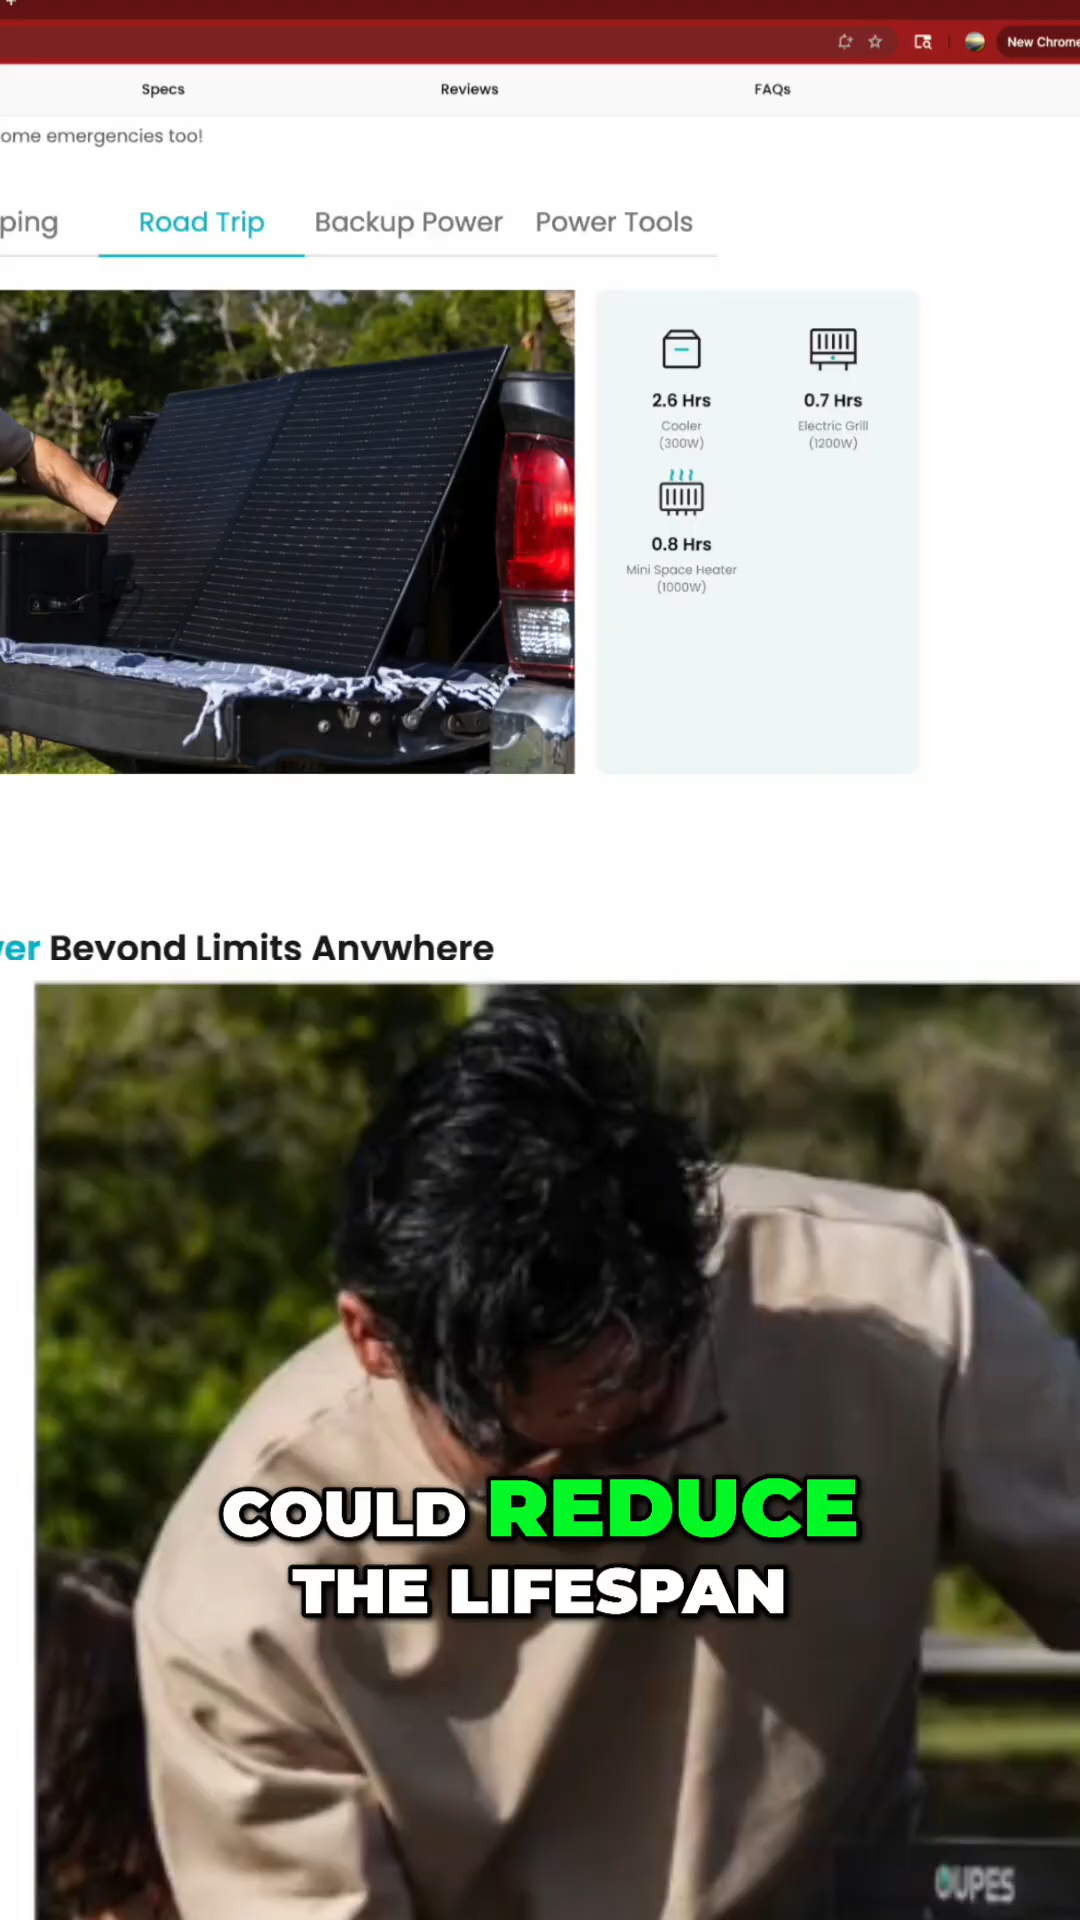 New Chrome
Specs
Reviews
FAQs
ome emergencies too!
ping
Road Trip
Backup Power
Power Tools
2.6 Hrs
Cooler
(300W)
0.7 Hrs
Electric Grill
(1200W)
0.8 Hrs
Mini Space Heater
(1000W)
er Beyond Limits Anywhere
COULD REDUCE
THE LIFESPAN
OUPES